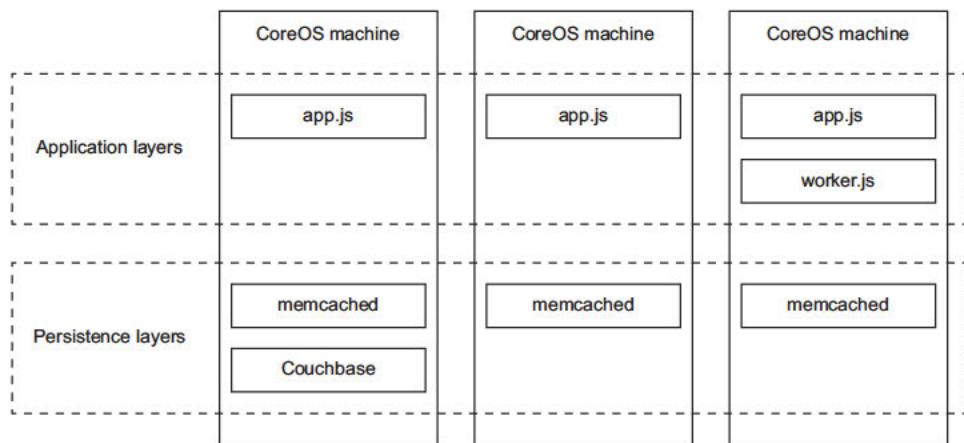 CoreOS machine
CoreOS machine
CoreOS machine
Application layers
app.js
app.js
app.js
worker.js
Persistence layers
memcached
memcached
memcached
Couchbase